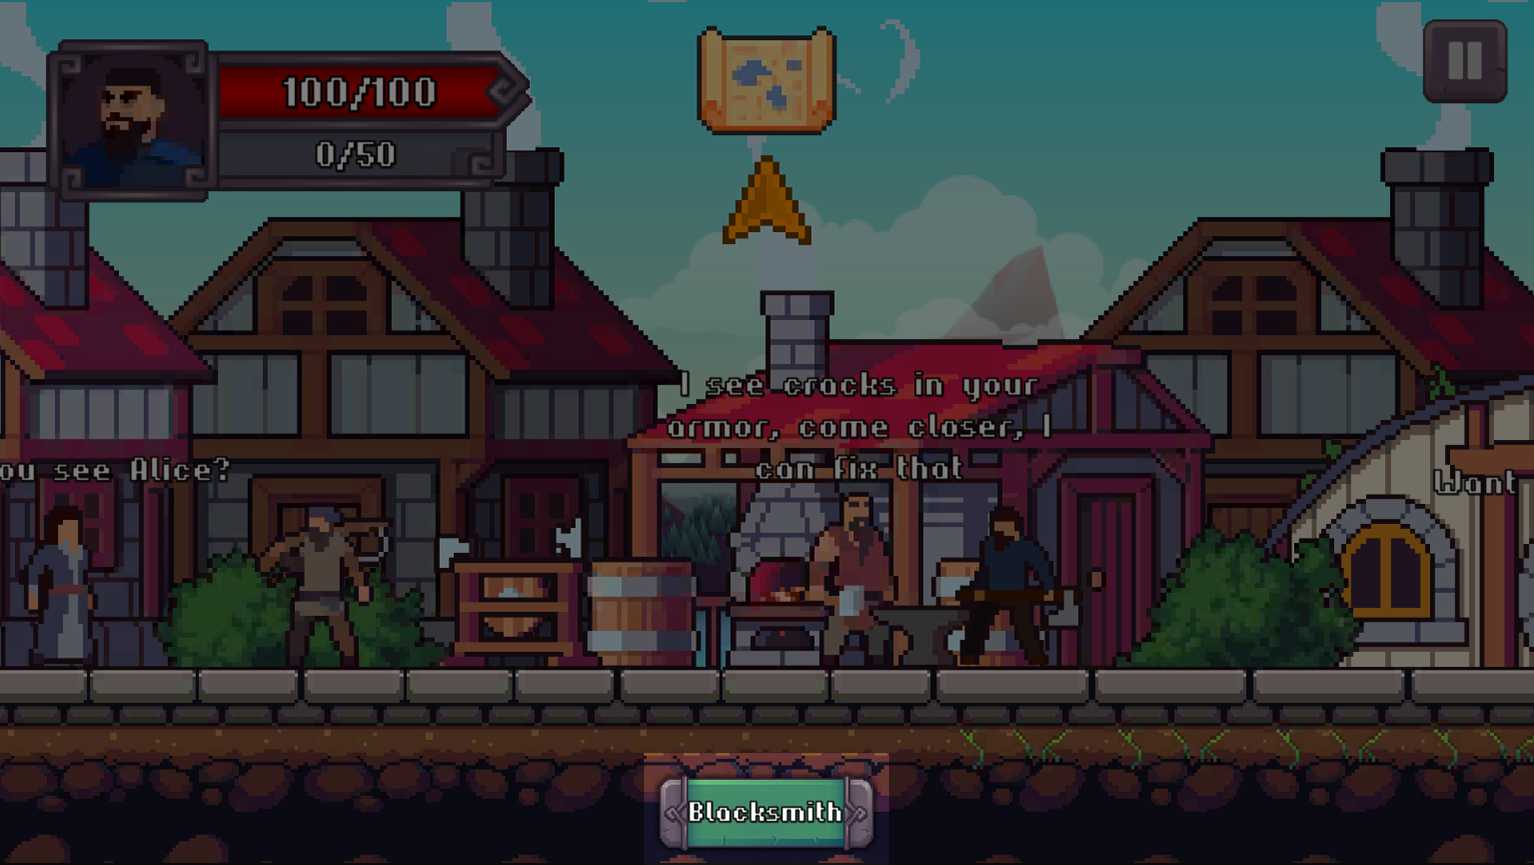 100/100
0/50
I see cracks in your
armor, come closer, I
can fix that
ou see Alice?
Want
Blacksmith